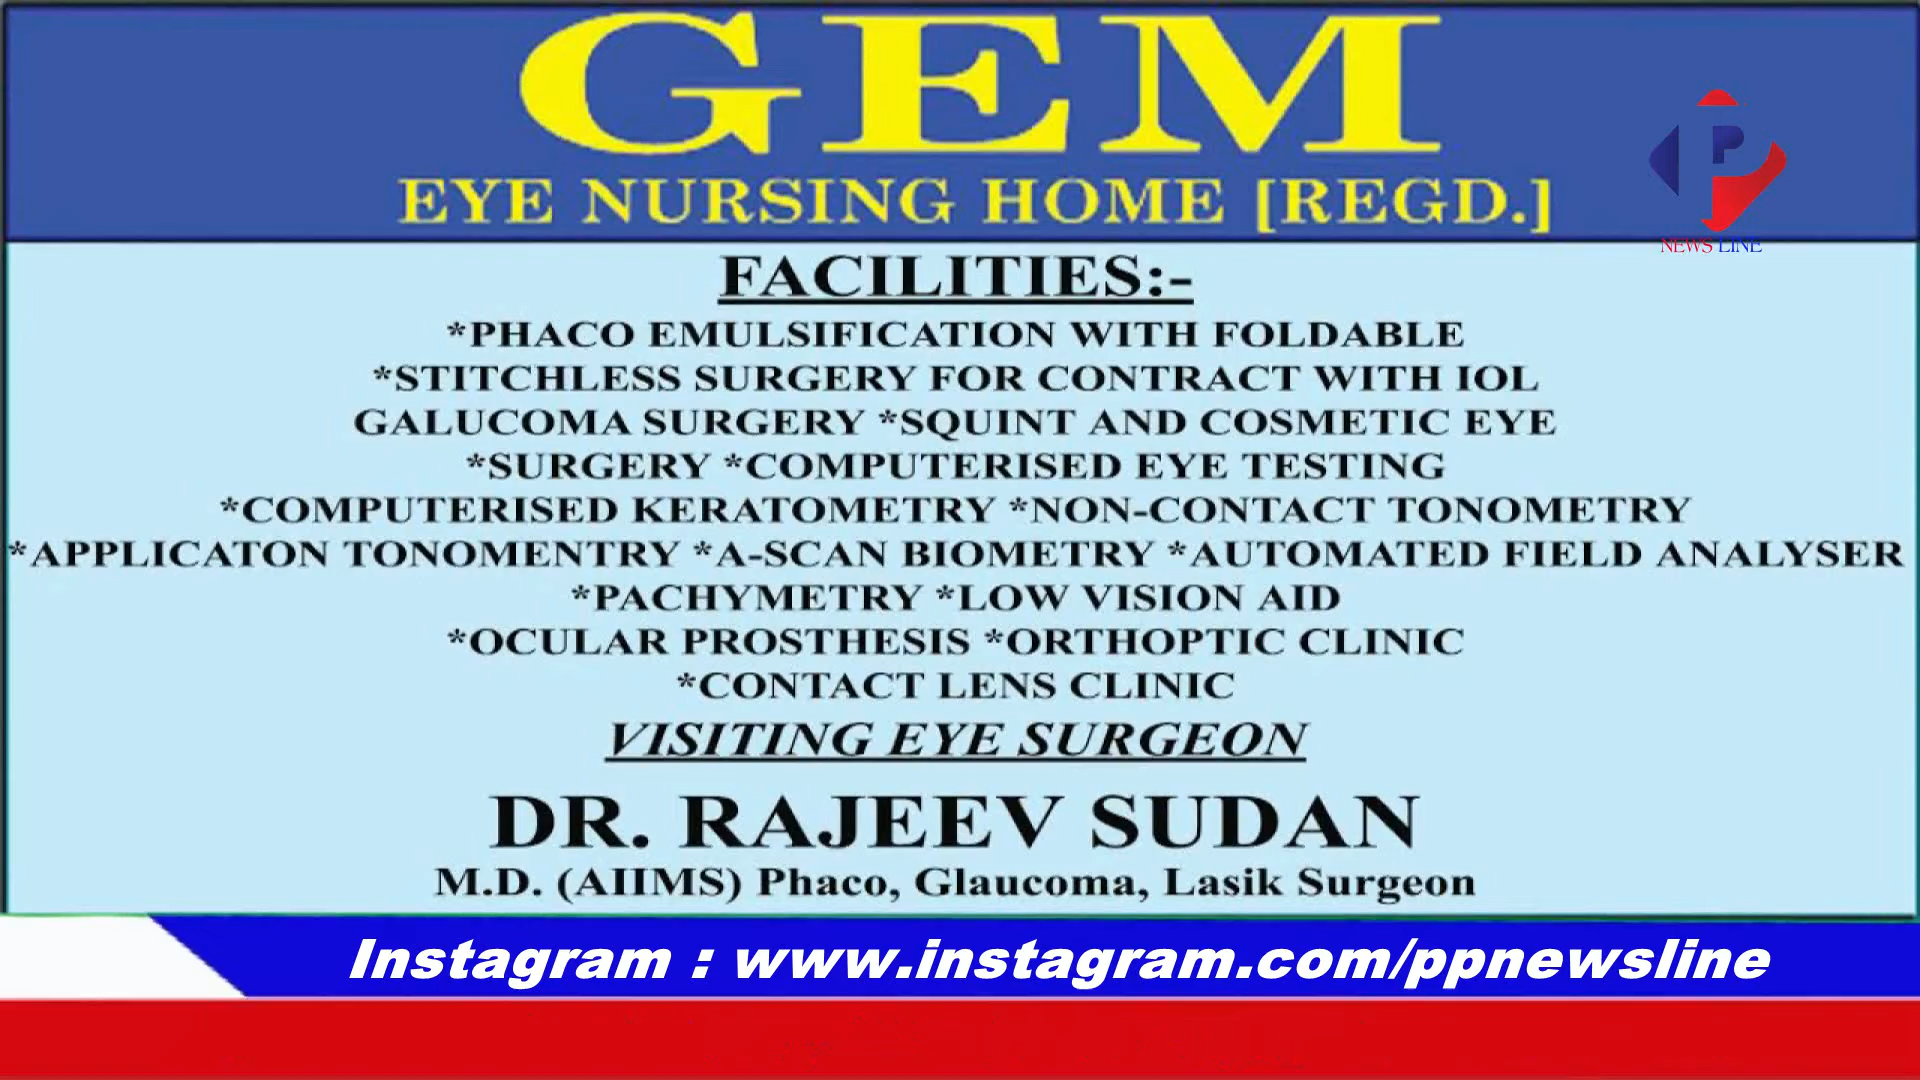 GEM
EYE NURSING HOME [REGD.]
P
NEWS LINE
FACILITIES:-
*PHACO EMULSIFICATION WITH FOLDABLE
*STITCHLESS SURGERY FOR CONTRACT WITH IOL
GALUCOMA SURGERY *SQUINT AND COSMETIC EYE
*SURGERY *COMPUTERISED EYE TESTING
*COMPUTERISED KERATOMETRY *NON-CONTACT TONOMETRY
*APPLICATON TONOMENTRY *A-SCAN BIOMETRY *AUTOMATED FIELD ANALYSER
*PACHYMETRY *LOW VISION AID
*OCULAR PROSTHESIS *ORTHOPTIC CLINIC
*CONTACT LENS CLINIC
VISITING EYE SURGEON
DR. RAJEEV SUDAN
M.D. (AIIMS) Phaco, Glaucoma, Lasik Surgeon
Instagram : www.instagram.com/ppnewsline